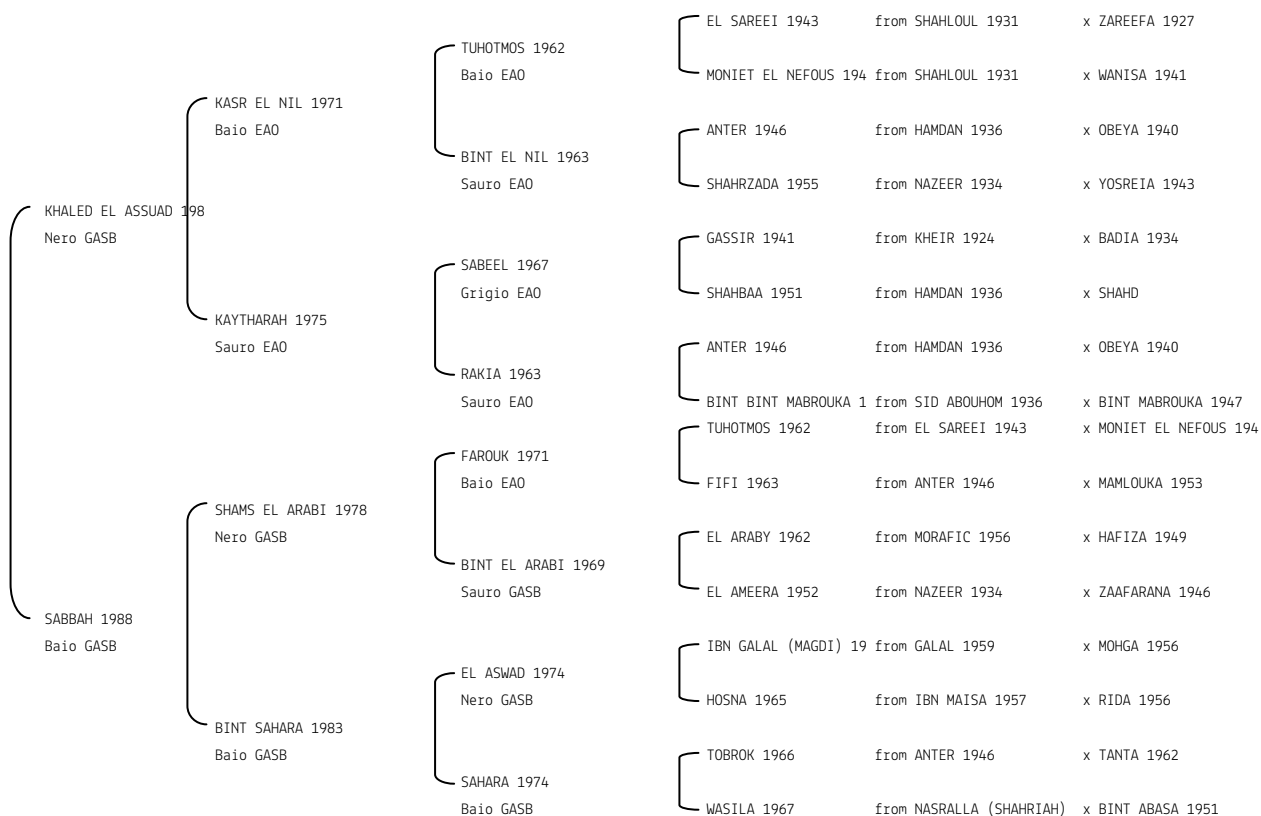 EL SAREEI 1943 from SHAHLOUL 1931 x ZAREEFA 1927
TUHOTMOS 1962
Baio EAO
MONIET EL NEFOUS 194 from SHAHLOUL 1931 x WANISA 1941
KASR EL NIL 1971
Baio EAO
ANTER 1946 from HAMDAN 1936 x OBEYA 1940
BINT EL NIL 1963
Sauro EAO
SHAHRZADA 1955 from NAZEER 1934 x YOSREIA 1943
KHALED EL ASSUAD 198
Nero GASB
GASSIR 1941 from KHEIR 1924 x BADIA 1934
SABEEL 1967
Grigio EAO
SHAHBAA 1951 from HAMDAN 1936 x SHAHD
KAYTHARAH 1975
Sauro EAO
ANTER 1946 from HAMDAN 1936 x OBEYA 1940
RAKIA 1963
Sauro EAO
BINT BINT MABROUKA 1 from SID ABOUHOM 1936 x BINT MABROUKA 1947
TUHOTMOS 1962 from EL SAREEI 1943 x MONIET EL NEFOUS 194
FAROUK 1971
Baio EAO
FIFI 1963 from ANTER 1946 x MAMLOUKA 1953
SHAMS EL ARABI 1978
Nero GASB
EL ARABY 1962 from MORAFIC 1956 x HAFIZA 1949
BINT EL ARABI 1969
Sauro GASB
EL AMEERA 1952 from NAZEER 1934 x ZAAFARANA 1946
SABBAH 1988
Baio GASB
IBN GALAL (MAGDI) 19 from GALAL 1959 x MOHGA 1956
EL ASWAD 1974
Nero GASB
HOSNA 1965 from IBN MAISA 1957 x RIDA 1956
BINT SAHARA 1983
Baio GASB
TOBROK 1966 from ANTER 1946 x TANTA 1962
SAHARA 1974
Baio GASB
WASILA 1967 from NASRALLA (SHAHRIAH) x BINT ABASA 1951